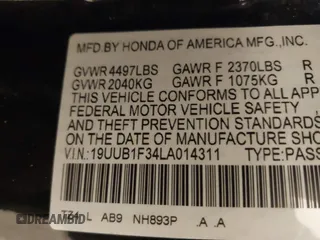 MFD.BY HONDA OF AMERICA MFG.,INC.
GVWR 4497LBS GAWR F 2370LBS R
GVWR 2040KG GAWR F 1075KG R
THIS VEHICLE CONFORMS TO ALL APPL
FEDERAL MOTOR VEHICLE SAFETY,
AND THEFT PREVENTION STANDARDS
ON THE DATE OF MANUFACTURE SHO
V.I.N.:19UUB1F34LA014311 TYPE:PASS
AB9 NH893P .A .A
DREAMBID